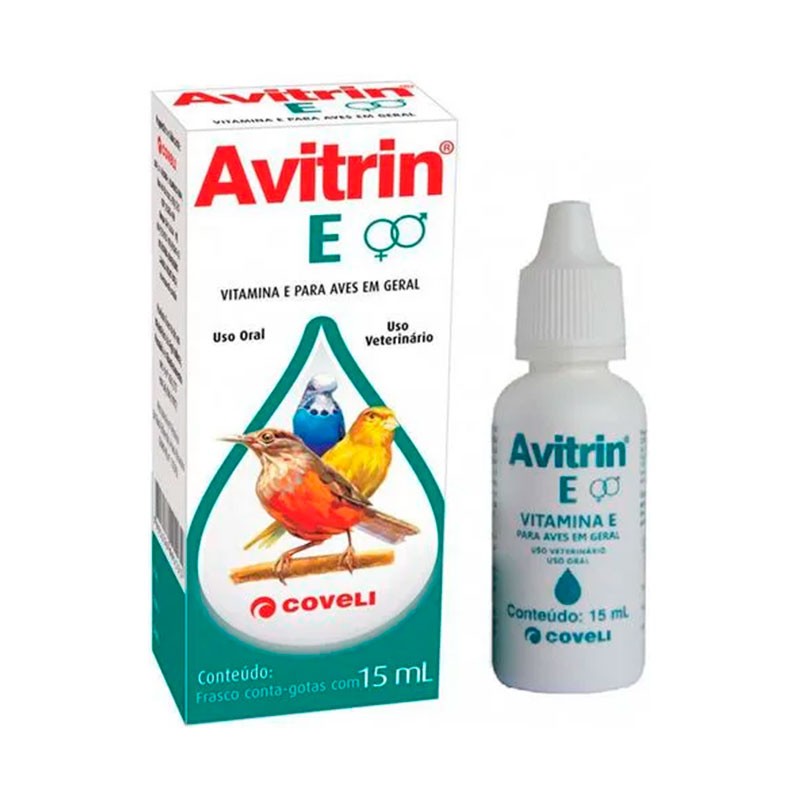 Avitrin
E
VITAMINA E PARA AVES EM GERAL
Avitrin®
E
VITAMINA E PARA AVES EM GERAL
Uso Oral
Uso
Veterinário
COVELI
Conteúdo:
Frasco conta-gotas com 15 mL
Avitrin®
E
VITAMINA E
PARA AVES EM GERAL
USO VETERINÁRIO
USO ORAL
Conteúdo: 15 mL
COVELI